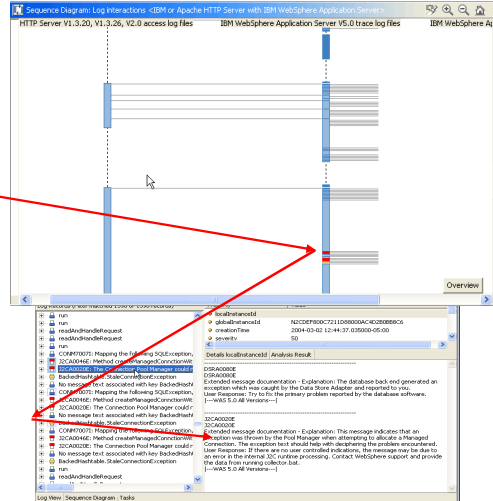 Sequence Diagram: Log interactions <IBM or Apache HTTP Server with IBM WebSphere Application Server>
HTTP Server V1.3.20, V1.3.26, V2.0 access log files
IBM WebSphere Application Server V5.0 trace log files
IBM WebSphere Ap
Overview
run
run
readAndHandleRequest
readAndHandleRequest
run
CONM7007I: Mapping the following SQLException,
J2CA0046E: Method createManagedConnectionWit
J2CA0020E: The Connection Pool Manager could r
BackedHashtable.StaleConnectionException
No message text associated with key BackedHasht
CONM7007I: Mapping the following SQLException,
J2CA0046E: Method createManagedConnectionWit
J2CA0020E: The Connection Pool Manager could r
No message text associated with key BackedHasht
BackedHashtable.StaleConnectionException
CONM7007I: Mapping the following SQLException,
J2CA0046E: Method createManagedConnectionWit
J2CA0020E: The Connection Pool Manager could r
No message text associated with key BackedHasht
BackedHashtable.StaleConnectionException
run
readAndHandleRequest
Log View Sequence Diagram Tasks
localInstanceId
globalInstanceId N2CDEF800C7211D88000AC4D2B0BB8C6
creationTime 2004-03-02 12:44:37.035000-05:00
severity 50
Details localInstanceId Analysis Result
DSRA0080E
DSRA0080E
Extended message documentation - Explanation: The database back end generated an
exception which was caught by the Data Store Adapter and reported to you.
User Response: Try to fix the primary problem reported by the database software.
[---WAS 5.0 All Versions---]
J2CA0020E
J2CA0020E
Extended message documentation - Explanation: This message indicates that an
exception was thrown by the Pool Manager when attempting to allocate a Managed
Connection. The exception text should help with deciphering the problem encountered.
User Response: If there are no user controlled indications, the message may be due to
an error in the internal J2C runtime processing. Contact WebSphere support and provide
the data from running collector.bat.
[---WAS 5.0 All Versions---]